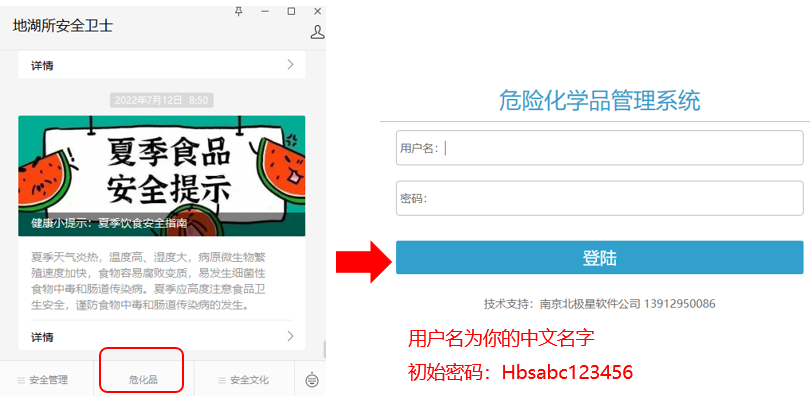 地湖所安全卫士
详情
2022年7月12日 8:50
夏季食品
安全提示
健康小提示：夏季饮食安全指南
夏季天气炎热，温度高、湿度大，病原微生物繁
殖速度加快，食物容易腐败变质，易发生细菌性
食物中毒和肠道传染病。夏季应高度注意食品卫
生安全，谨防食物中毒和肠道传染病的发生。
详情
安全管理
危化品
安全文化
危险化学品管理系统
用户名：
密码：
登陆
技术支持：南京北极星软件公司 13912950086
用户名为你的中文名字
初始密码：Hbsabc123456